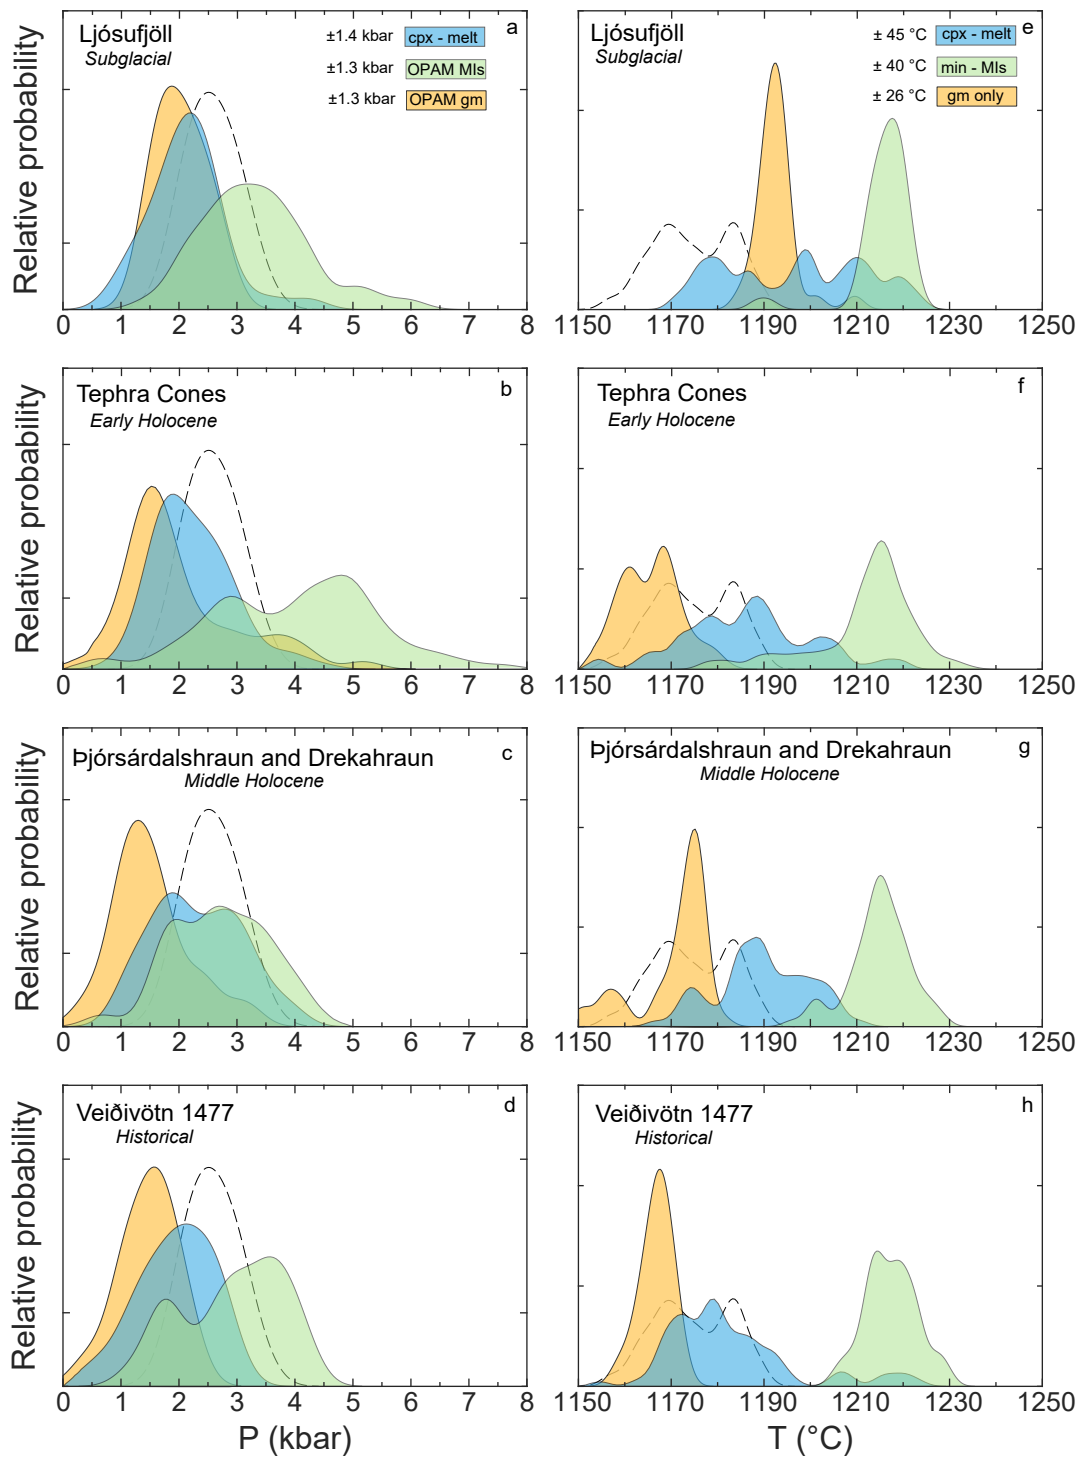 Relative probability
Ljósufjöll
Subglacial
a
±1.4 kbar cpx - melt
±1.3 kbar OPAM MIs
±1.3 kbar OPAM gm
0 1 2 3 4 5 6 7 8
Ljósufjöll
Subglacial
e
± 45 °C cpx - melt
± 40 °C min - MIs
± 26 °C gm only
1150 1170 1190 1210 1230 1250
Relative probability
Tephra Cones
Early Holocene
b
0 1 2 3 4 5 6 7 8
Tephra Cones
Early Holocene
f
1150 1170 1190 1210 1230 1250
Relative probability
Þjórsárdalshraun and Drekahraun
Middle Holocene
c
0 1 2 3 4 5 6 7 8
Þjórsárdalshraun and Drekahraun
Middle Holocene
g
1150 1170 1190 1210 1230 1250
Relative probability
Veiðivötn 1477
Historical
d
0 1 2 3 4 5 6 7 8
P (kbar)
Veiðivötn 1477
Historical
h
1150 1170 1190 1210 1230 1250
T (°C)